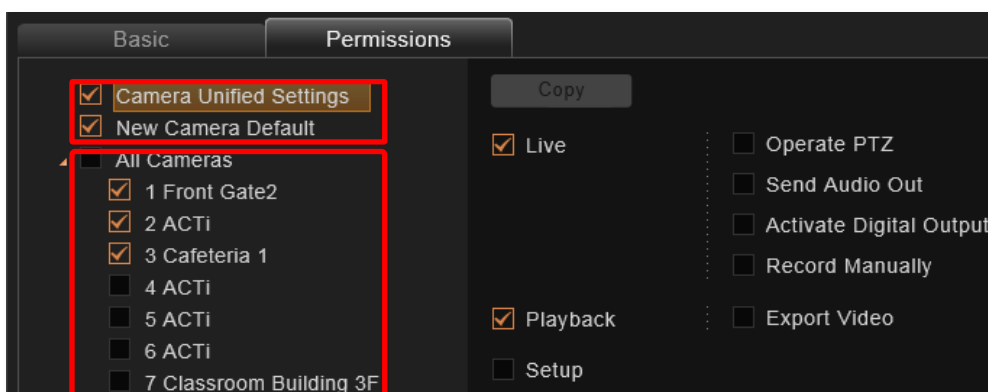 Basic
Permissions
Camera Unified Settings
New Camera Default
All Cameras
1 Front Gate2
2 ACTi
3 Cafeteria 1
4 ACTi
5 ACTi
6 ACTi
7 Classroom Building 3F
Copy
Live
Operate PTZ
Send Audio Out
Activate Digital Output
Record Manually
Playback
Export Video
Setup